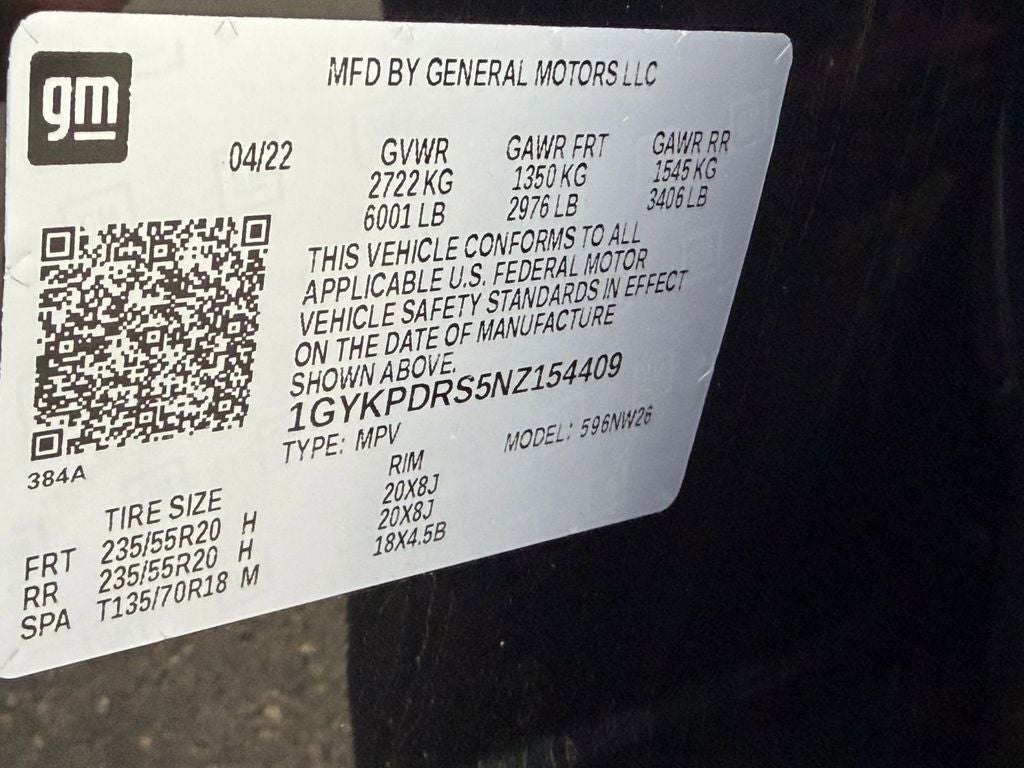 gm
MFD BY GENERAL MOTORS LLC
04/22 GVWR GAWR FRT GAWR RR
2722 KG 1350 KG 1545 KG
6001 LB 2976 LB 3406 LB
THIS VEHICLE CONFORMS TO ALL
APPLICABLE U.S. FEDERAL MOTOR
VEHICLE SAFETY STANDARDS IN EFFECT
ON THE DATE OF MANUFACTURE
SHOWN ABOVE.
1GYKPDRS5NZ154409
TYPE: MPV MODEL: 596NW26
384A
TIRE SIZE RIM
FRT 235/55R20 H 20X8J
RR 235/55R20 H 20X8J
SPA T135/70R18 M 18X4.5B